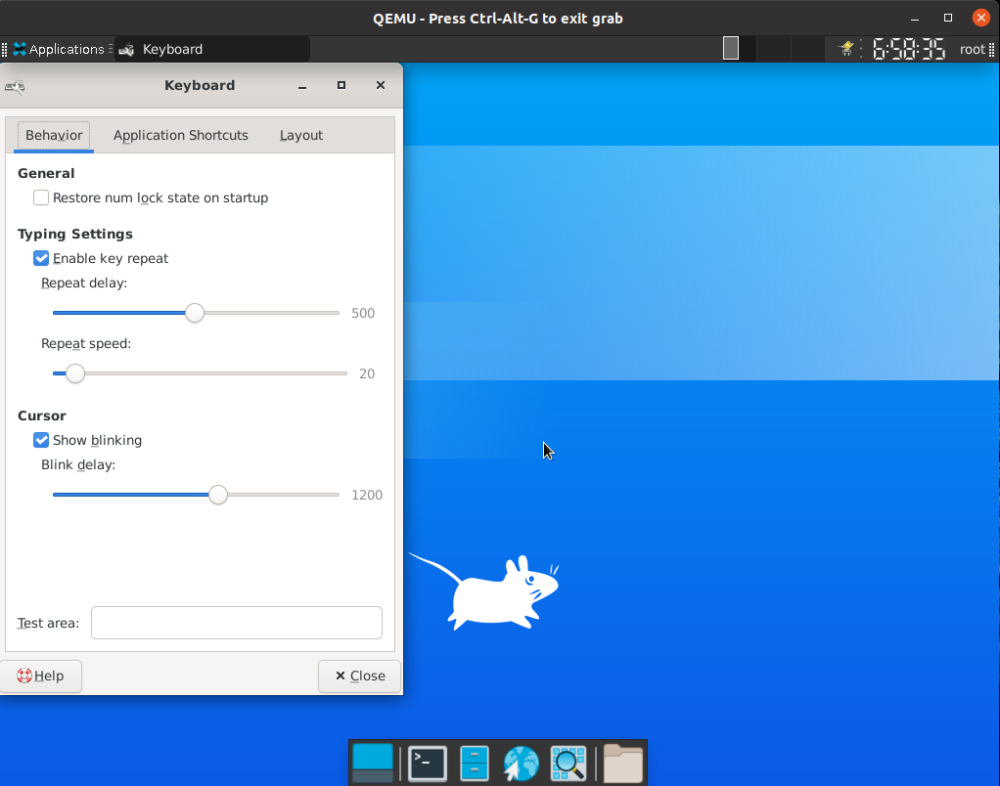 QEMU - Press Ctrl-Alt-G to exit grab
Applications Keyboard 6:58:35 root
Keyboard
Behavior Application Shortcuts Layout
General
Restore num lock state on startup
Typing Settings
Enable key repeat
Repeat delay:
500
Repeat speed:
20
Cursor
Show blinking
Blink delay:
1200
Test area:
Help Close